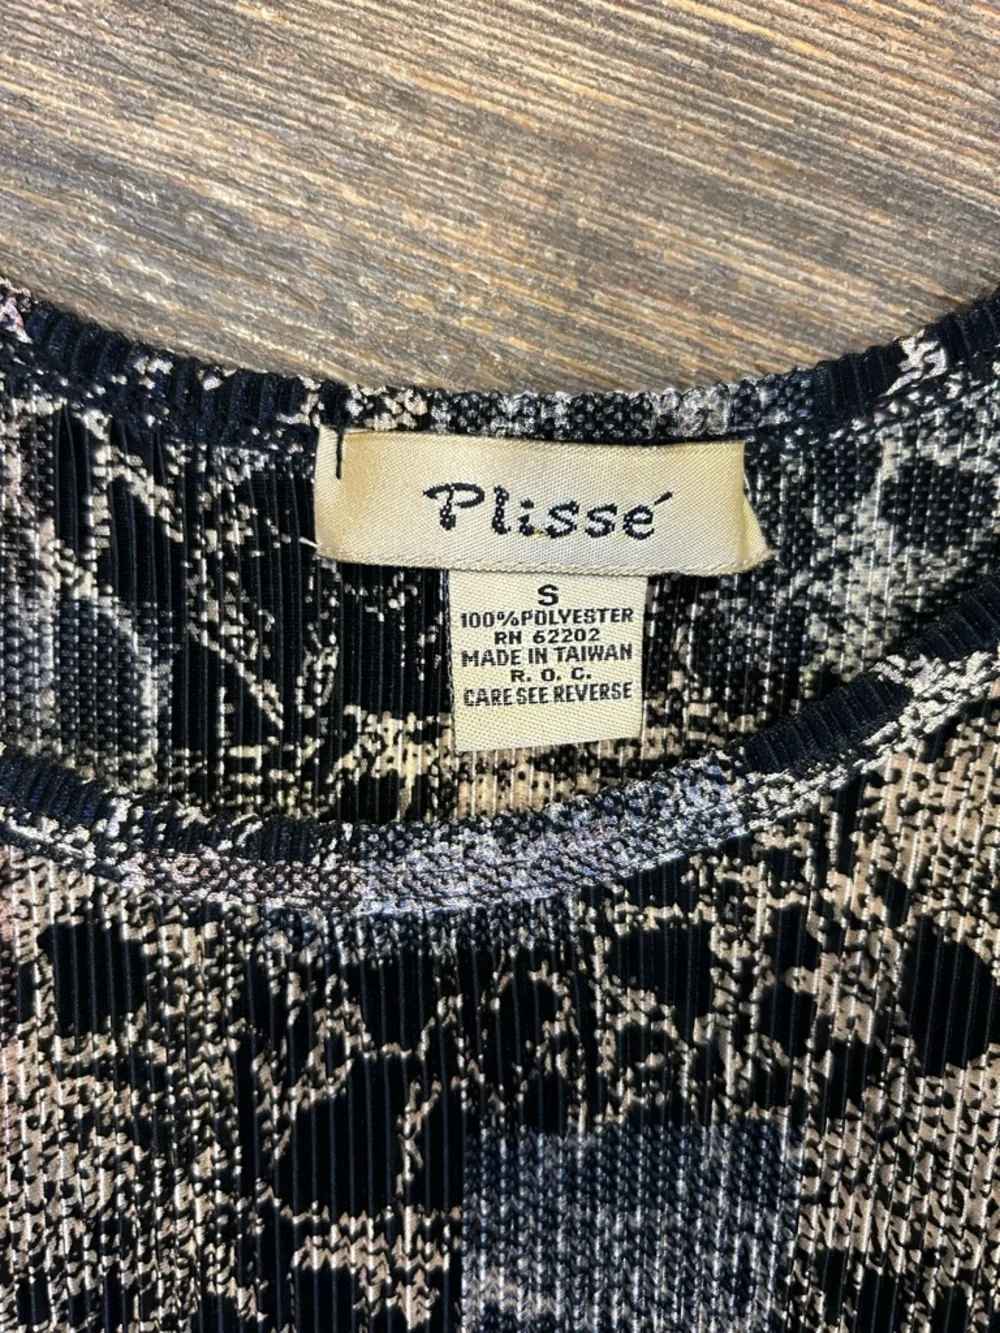 Plissé
S
100%POLYESTER
RN 62202
MADE IN TAIWAN
R. O. C.
CARE SEE REVERSE